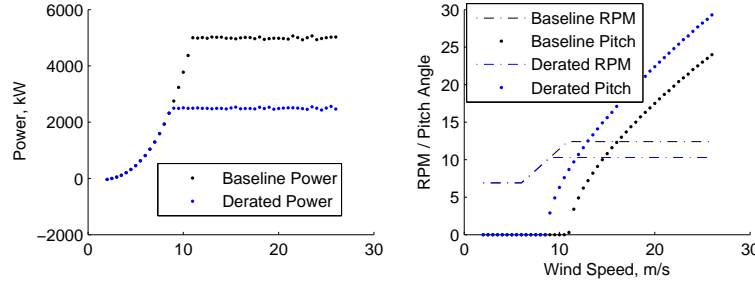 6000
4000
2000
0
−2000
Power, kW
0
10
20
30
Baseline Power
Derated Power
30
25
20
15
10
5
0
RPM / Pitch Angle
0
10
20
30
Wind Speed, m/s
Baseline RPM
Baseline Pitch
Derated RPM
Derated Pitch